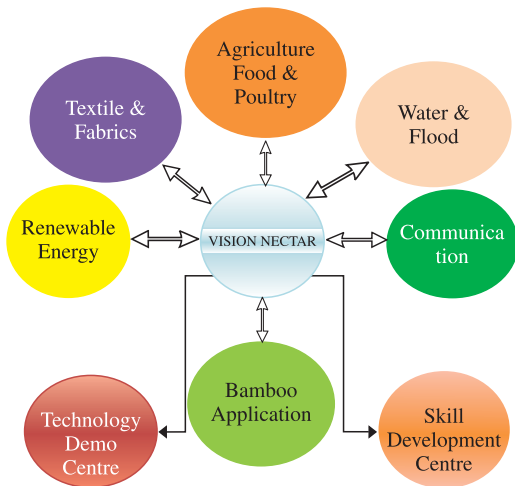 Agriculture
Food &
Poultry
Textile &
Fabrics
Water &
Flood
Renewable
Energy
VISION NECTAR
Communica
tion
Bamboo
Application
Technology
Demo
Centre
Skill
Development
Centre